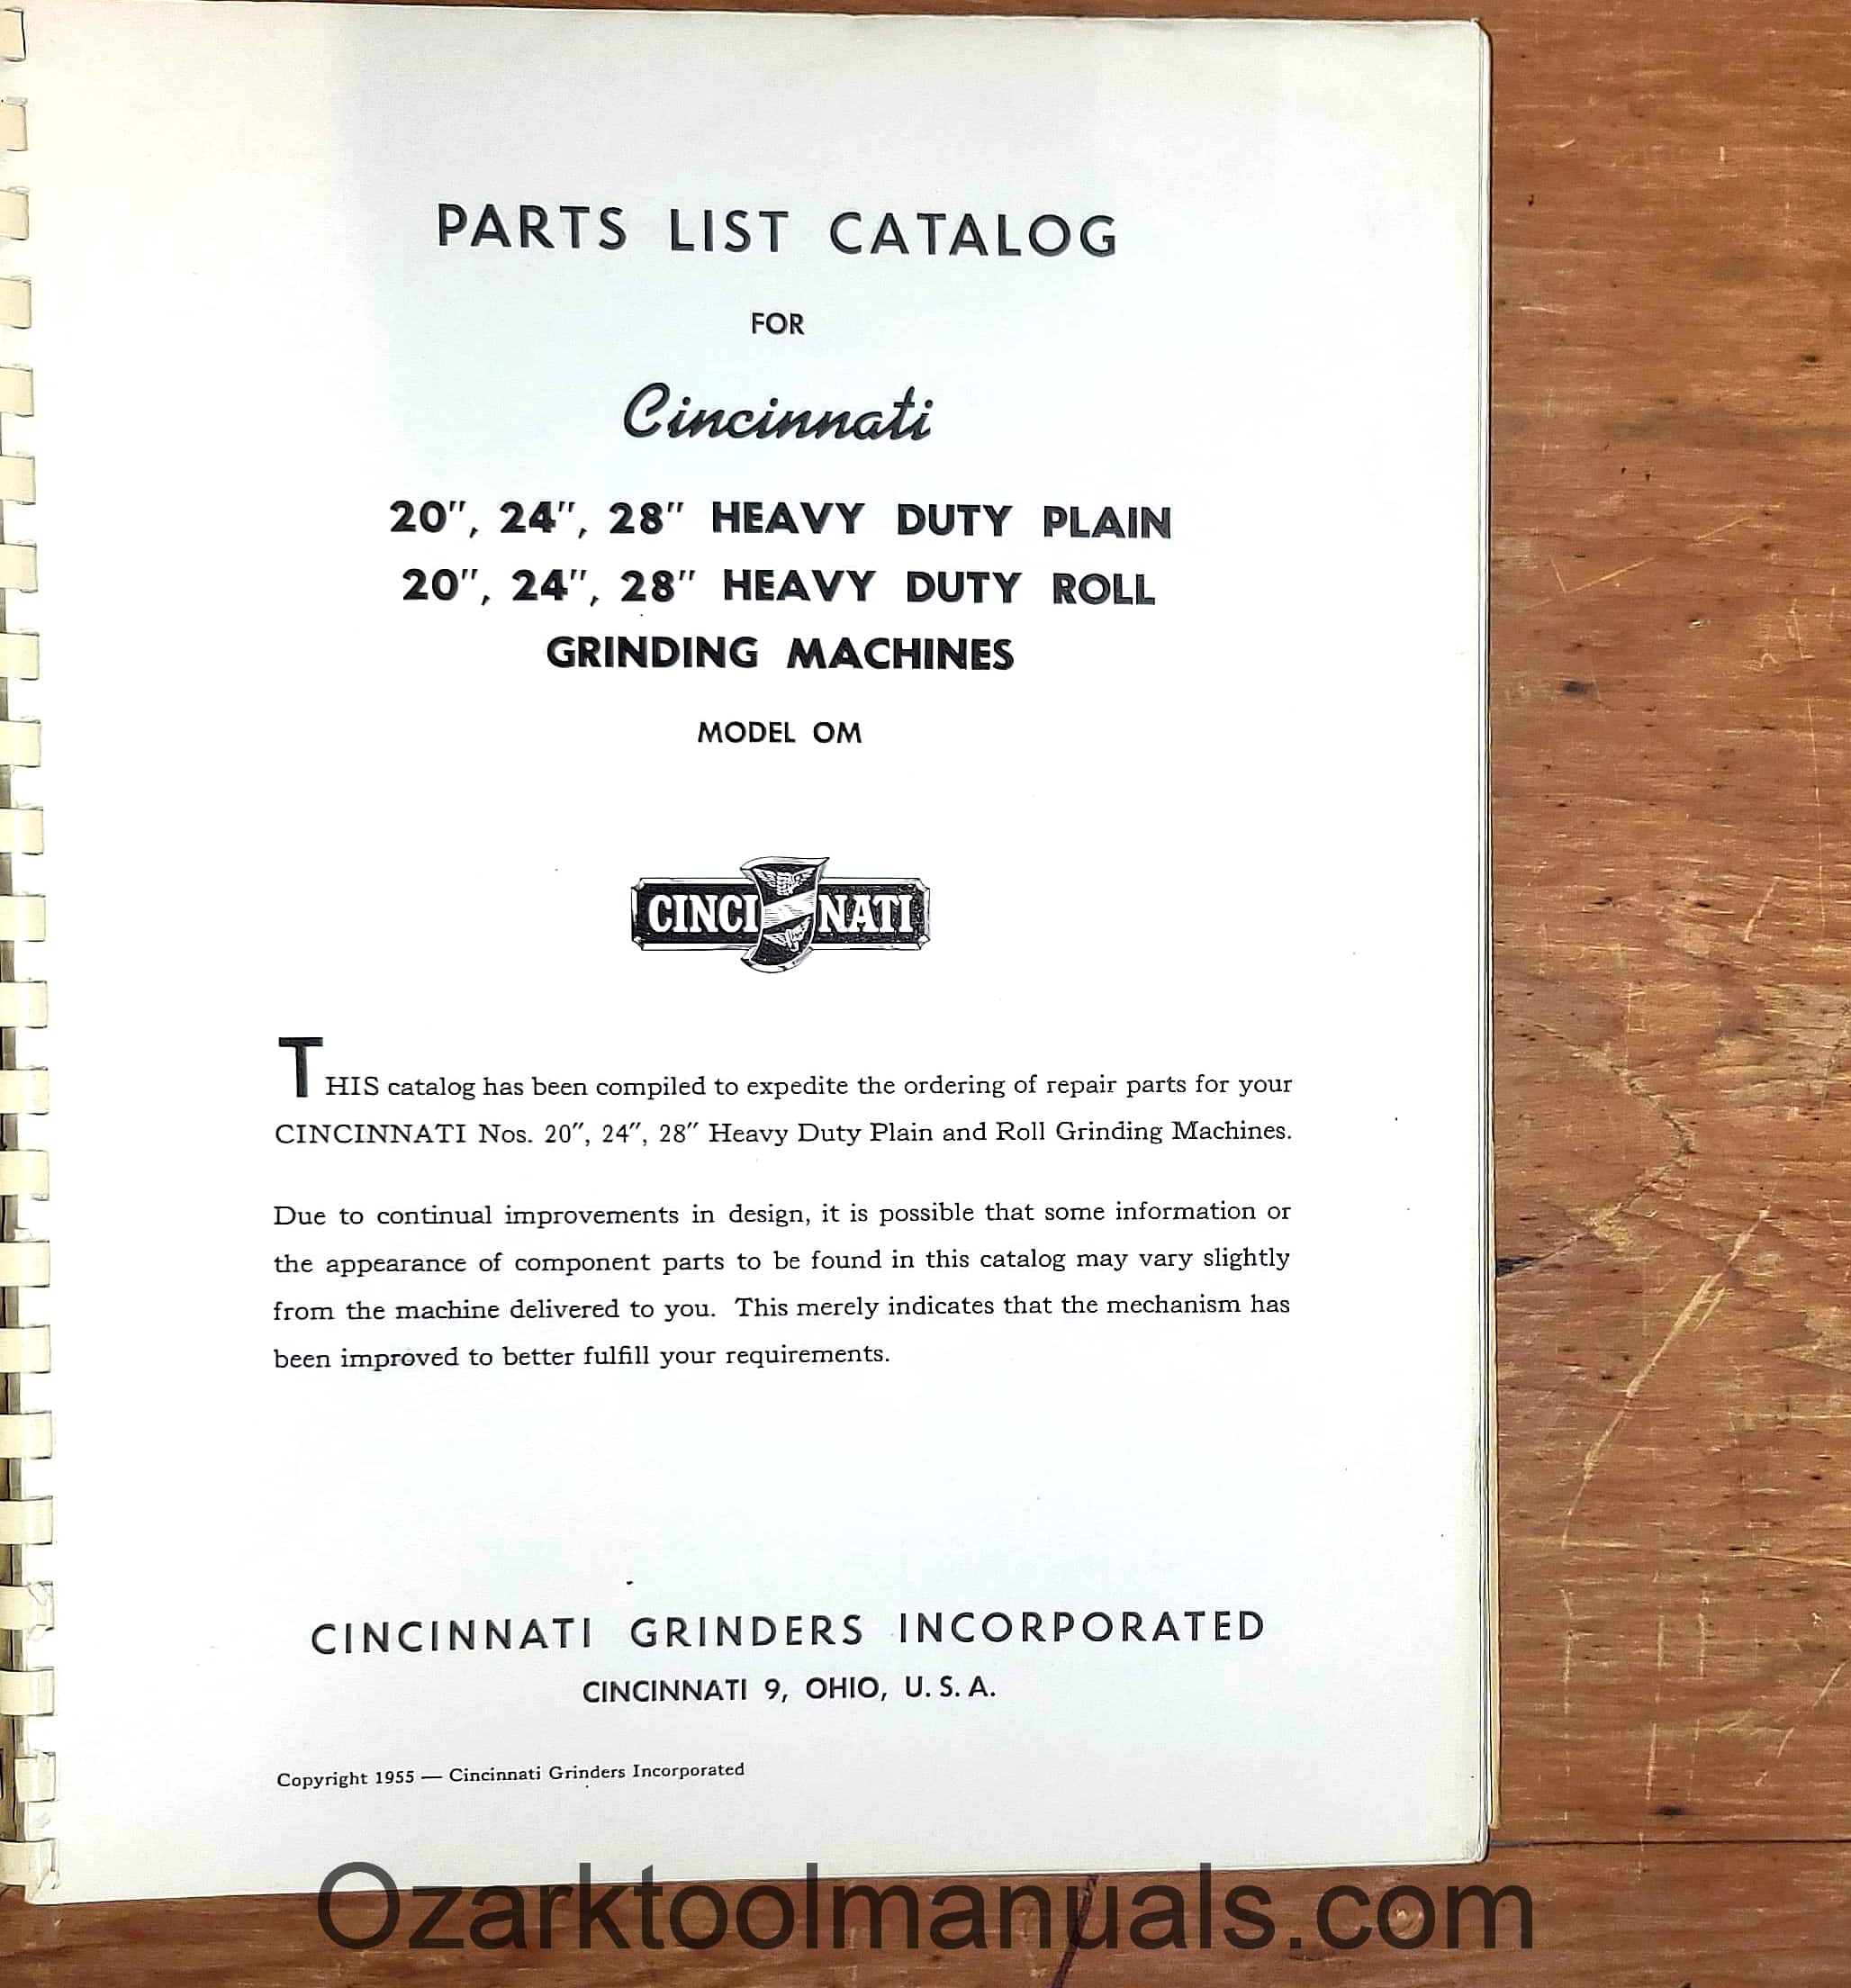 PARTS LIST CATALOG
FOR
Cincinnati
20″, 24″, 28″ HEAVY DUTY PLAIN
20″, 24″, 28″ HEAVY DUTY ROLL
GRINDING MACHINES
MODEL OM
CINCINNATI
THIS catalog has been compiled to expedite the ordering of repair parts for your
CINCINNATI Nos. 20″, 24″, 28″ Heavy Duty Plain and Roll Grinding Machines.
Due to continual improvements in design, it is possible that some information or
the appearance of component parts to be found in this catalog may vary slightly
from the machine delivered to you. This merely indicates that the mechanism has
been improved to better fulfill your requirements.
CINCINNATI GRINDERS INCORPORATED
CINCINNATI 9, OHIO, U. S. A.
Copyright 1955 — Cincinnati Grinders Incorporated
Ozarktoolmanuals.com